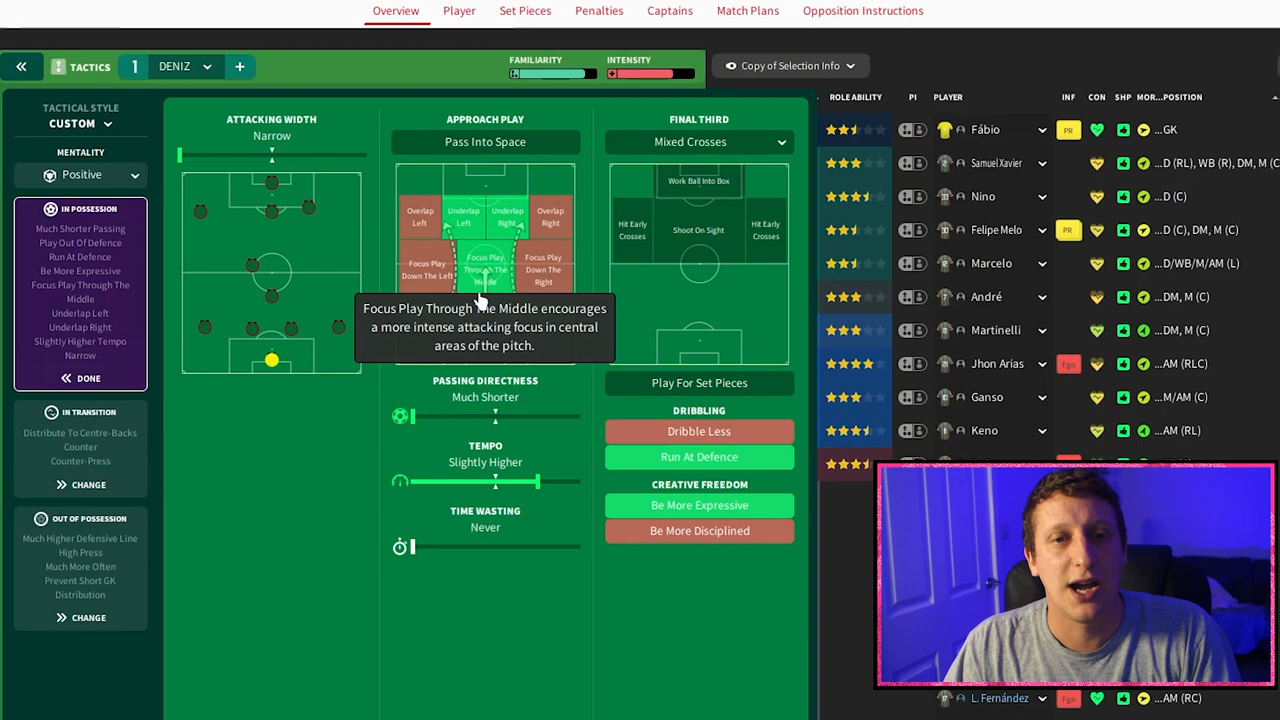 Overview
Player
Set Pieces
Penalties
Captains
Match Plans
Opposition Instructions
TACTICS
1
DENIZ
FAMILIARITY
INTENSITY
Copy of Selection Info
TACTICAL STYLE
CUSTOM
MENTALITY
Positive
IN POSSESSION
Much Shorter Passing
Play Out Of Defence
Run At Defence
Be More Expressive
Focus Play Through The
Middle
Underlap Left
Underlap Right
Slightly Higher Tempo
Narrow
DONE
IN TRANSITION
Distribute To Centre-Backs
Counter
Counter-Press
CHANGE
OUT OF POSSESSION
Much Higher Defensive Line
High Press
Much More Often
Prevent Short GK
Distribution
CHANGE
ATTACKING WIDTH
Narrow
APPROACH PLAY
Pass Into Space
Overlap
Left
Underlap
Left
Underlap
Right
Overlap
Right
Focus Play
Down The Left
Focus Play
Through The
Middle
Focus Play
Down The
Right
Focus Play Through The Middle encourages
a more intense attacking focus in central
areas of the pitch.
PASSING DIRECTNESS
Much Shorter
TEMPO
Slightly Higher
TIME WASTING
Never
FINAL THIRD
Mixed Crosses
Work Ball Into Box
Hit Early
Crosses
Shoot On Sight
Hit Early
Crosses
Play For Set Pieces
DRIBBLING
Dribble Less
Run At Defence
CREATIVE FREEDOM
Be More Expressive
Be More Disciplined
ROLE ABILITY PI PLAYER INF CON SHP MOR...POSITION
Fábio PR ...GK
Samuel Xavier ...D (RL), WB (R), DM, M (C
Nino ...D (C)
Felipe Melo PR ...D (C), DM, M (C)
Marcelo ...D/WB/M/AM (L)
André ...DM, M (C)
Martinelli ...DM, M (C)
Jhon Arias Fgn ...AM (RLC)
Ganso ...M/AM (C)
Keno ...AM (RL)
L. Fernández Fgn ...AM (RC)